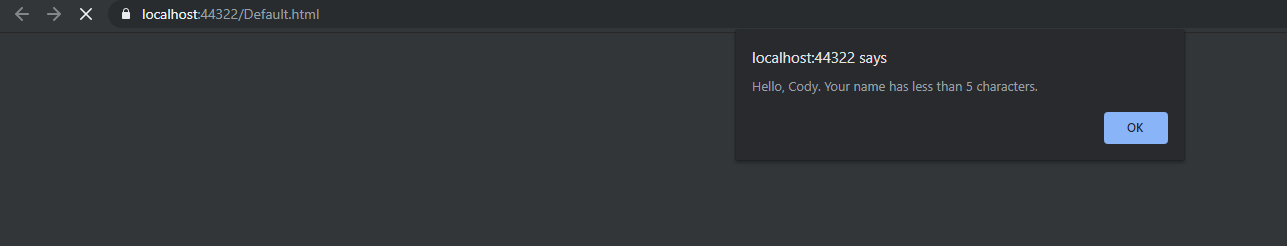 localhost:44322/Default.html
localhost:44322 says
Hello, Cody. Your name has less than 5 characters.
OK